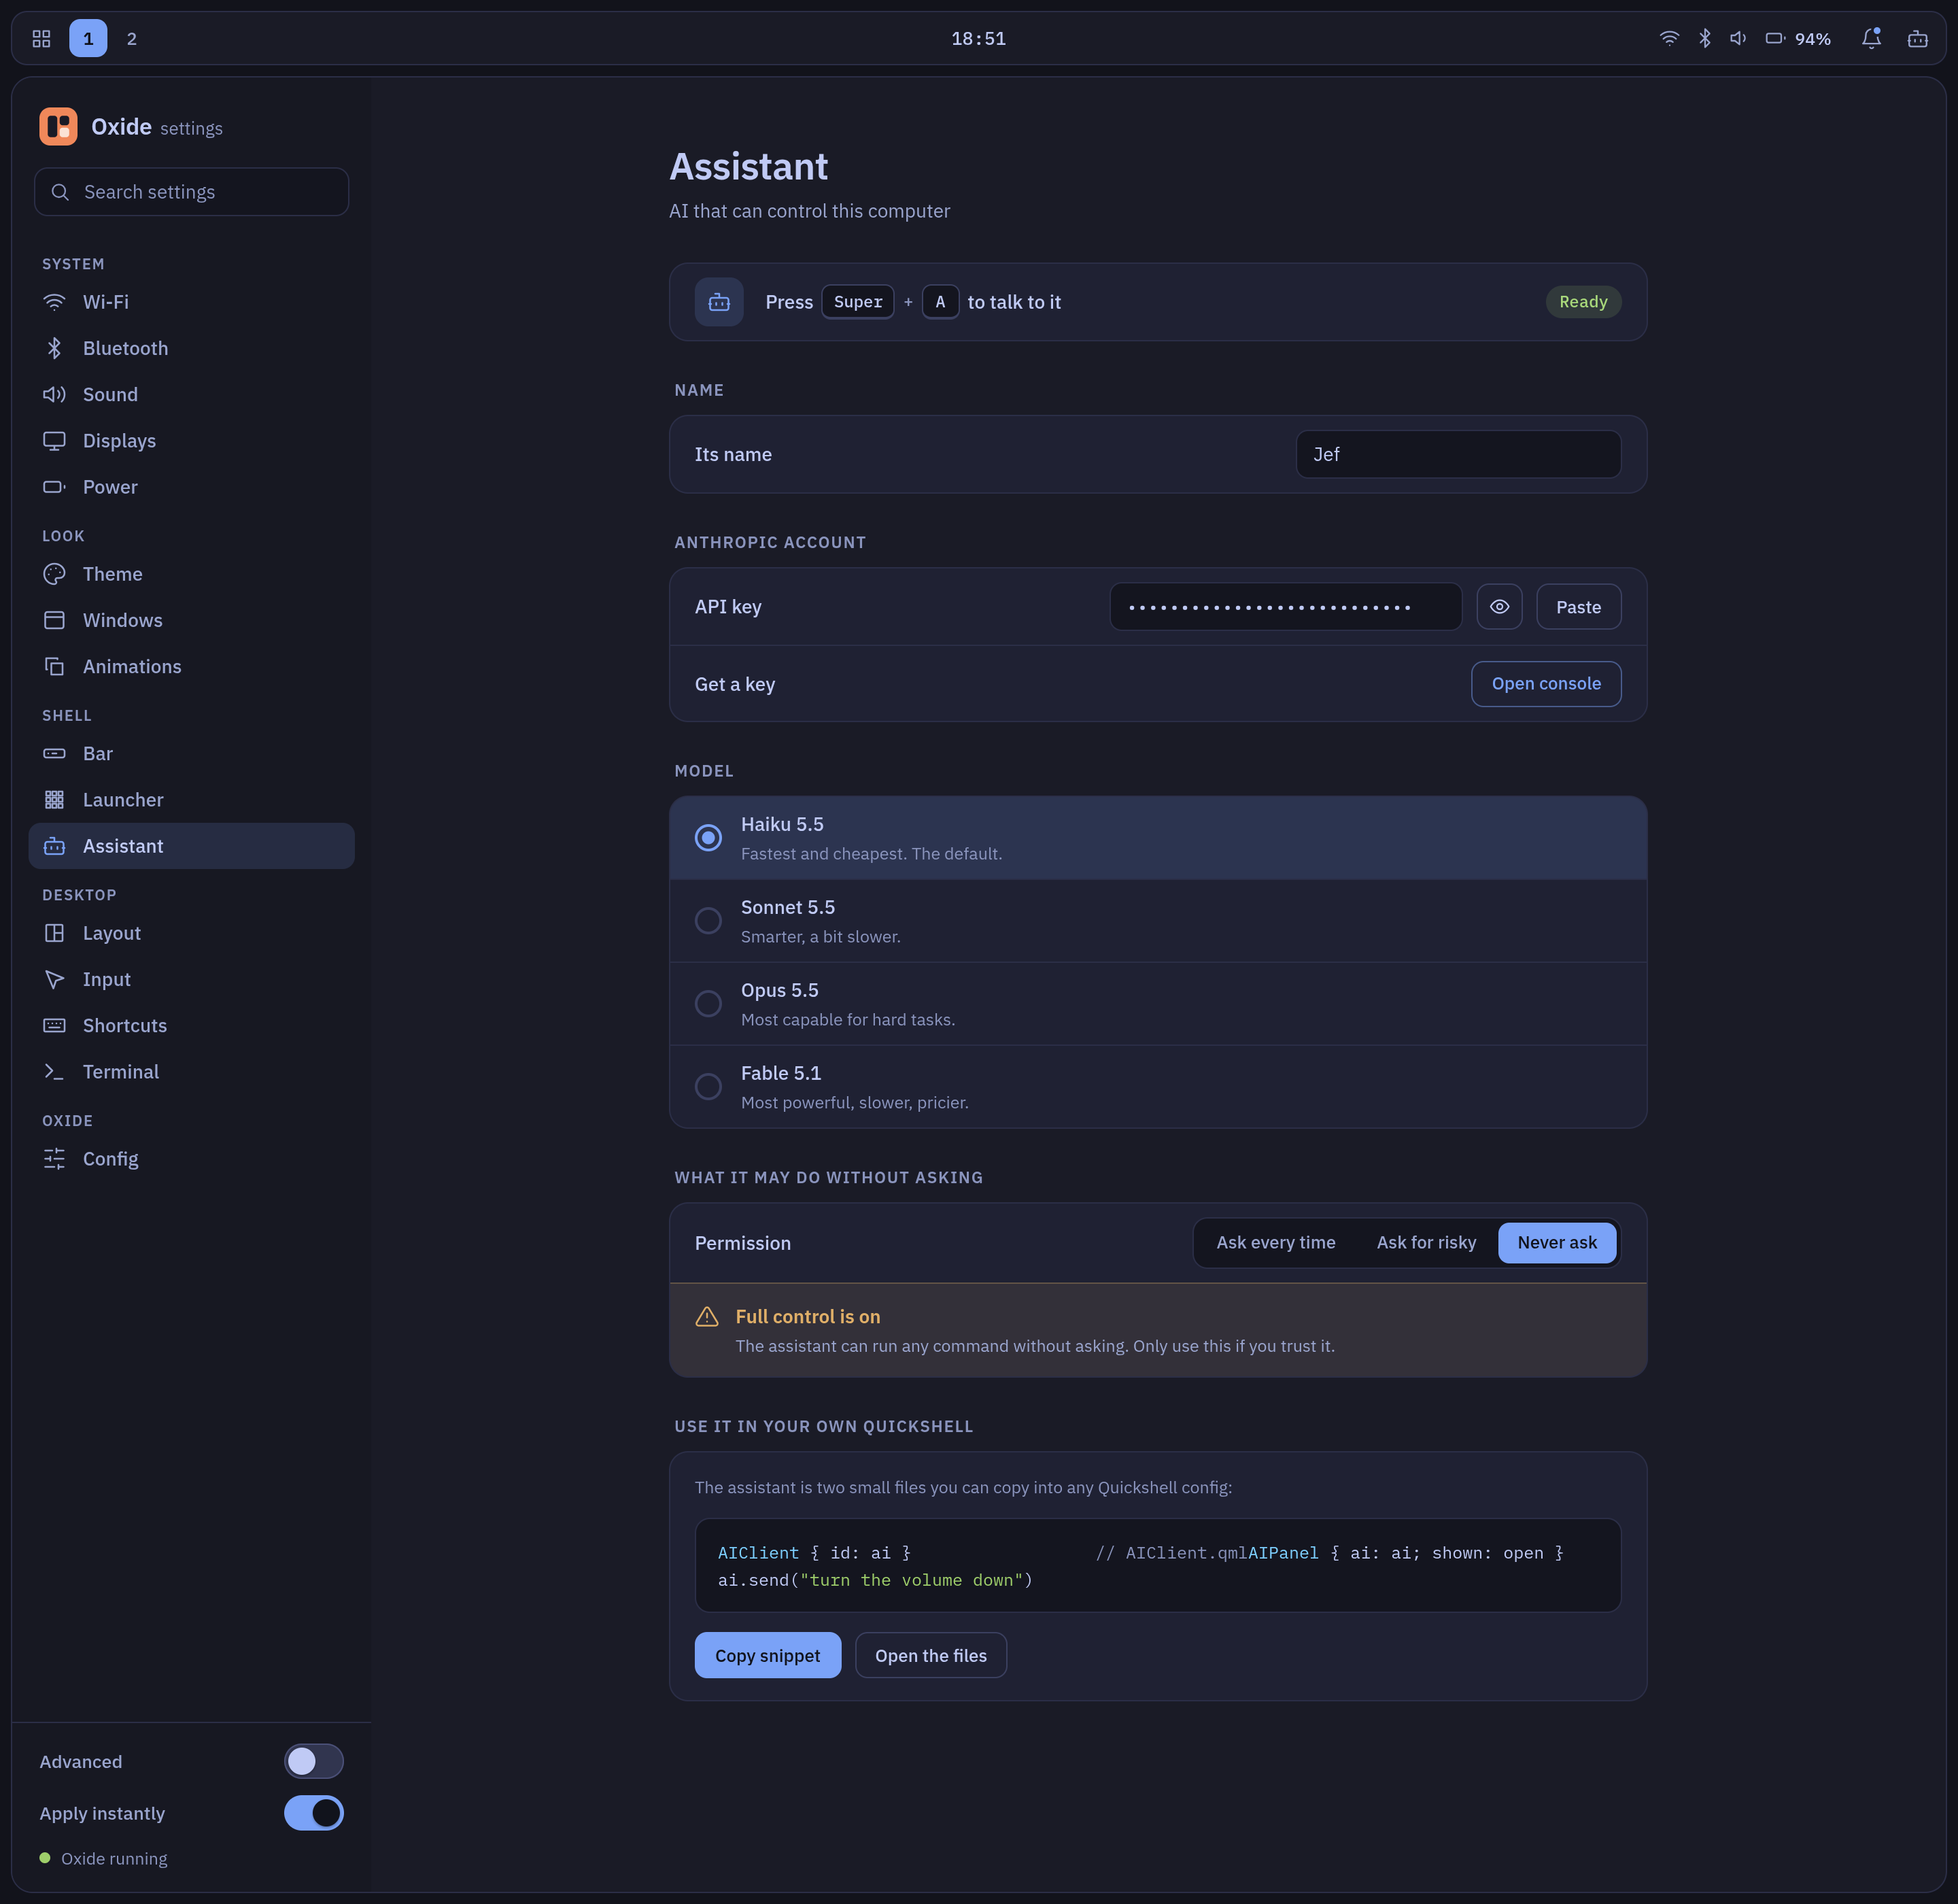 1 2 18:51 94%
Oxide settings
Search settings
SYSTEM
Wi-Fi
Bluetooth
Sound
Displays
Power
LOOK
Theme
Windows
Animations
SHELL
Bar
Launcher
Assistant
DESKTOP
Layout
Input
Shortcuts
Terminal
OXIDE
Config
Advanced
Apply instantly
Oxide running
Assistant
AI that can control this computer
Press Super + A to talk to it Ready
NAME
Its name Jef
ANTHROPIC ACCOUNT
API key ••••••••••••••••••••••••••• Paste
Get a key Open console
MODEL
Haiku 5.5
Fastest and cheapest. The default.
Sonnet 5.5
Smarter, a bit slower.
Opus 5.5
Most capable for hard tasks.
Fable 5.1
Most powerful, slower, pricier.
WHAT IT MAY DO WITHOUT ASKING
Permission Ask every time Ask for risky Never ask
Full control is on
The assistant can run any command without asking. Only use this if you trust it.
USE IT IN YOUR OWN QUICKSHELL
The assistant is two small files you can copy into any Quickshell config:
AIClient { id: ai } // AIClient.qmlAIPanel { ai: ai; shown: open }
ai.send("turn the volume down")
Copy snippet Open the files